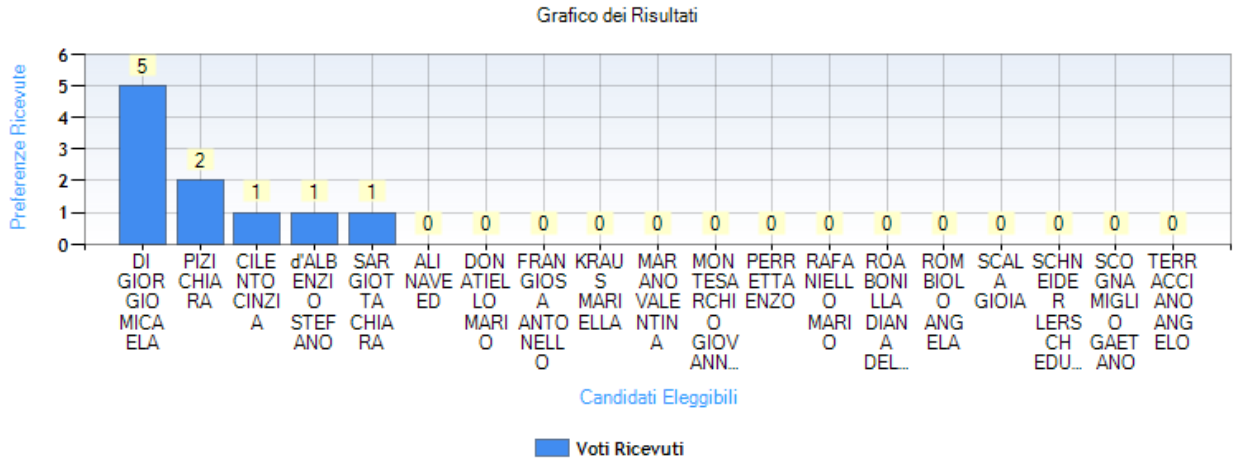 Grafico dei Risultati
Preferenze Ricevute
6
5
4
3
2
1
0
5
2
1
1
1
0
0
0
0
0
0
0
0
0
0
0
0
0
0
DI
GIOR
GIO
MICA
ELA
PIZI
CHIA
RA
CILE
NTO
CINZI
A
d'ALB
ENZI
O
STEF
ANO
SAR
GIOT
TA
CHIA
RA
ALI
NAVE
ED
DON
ATIEL
LO
MARI
O
FRAN
GIOS
A
ANTO
NELL
O
KRAU
S
MARI
ELLA
MAR
ANO
VALE
NTIN
A
MON
TESA
RCHI
O
GIOV
ANN...
PERR
ETTA
ENZO
RAFA
NIELL
O
MARI
O
ROA
BONI
LLA
DIAN
A
DEL...
ROM
BIOL
O
ANG
ELA
SCAL
A
GIOIA
SCHN
EIDE
R
LERS
CH
EDU...
SCO
GNA
MIGLI
O
GAET
ANO
TERR
ACCI
ANO
ANG
ELO
Candidati Eleggibili
Voti Ricevuti